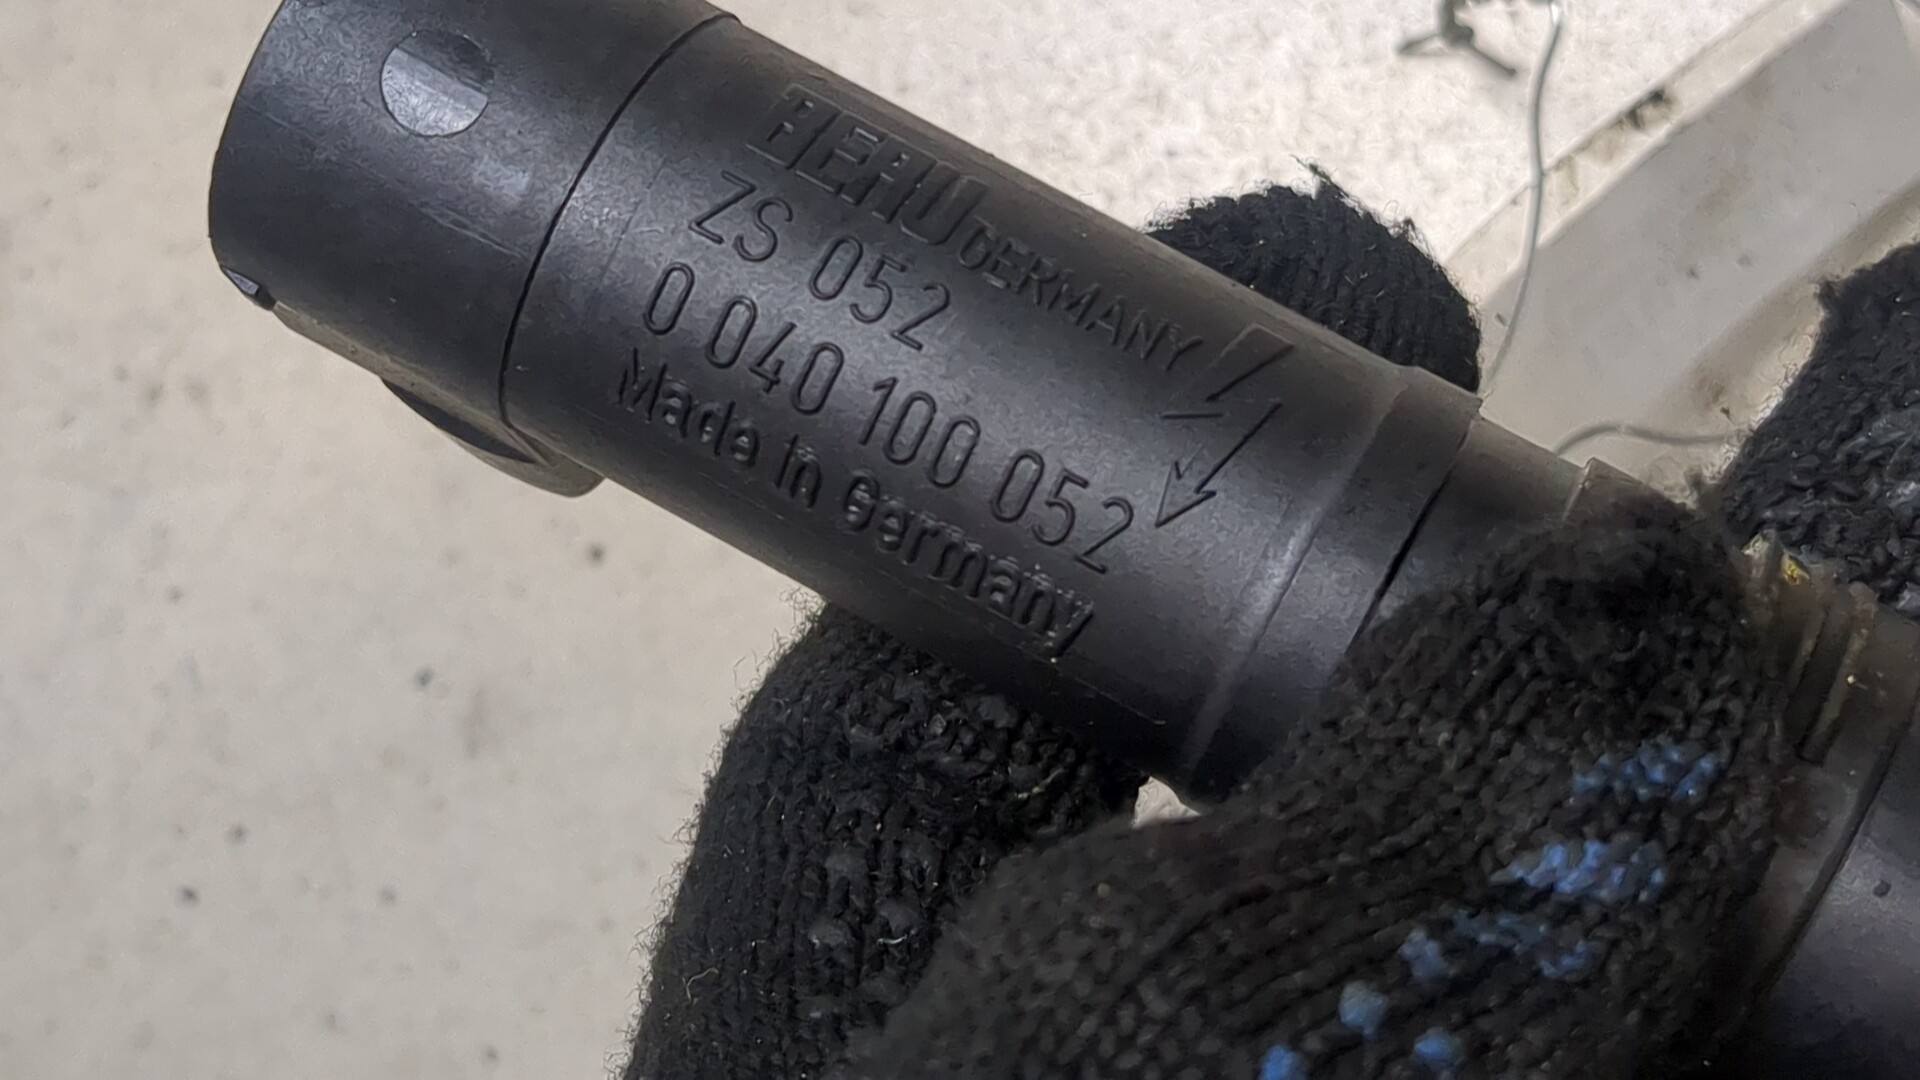 BERU GERMANY
ZS 052
0 040 100 052
Made in Germany